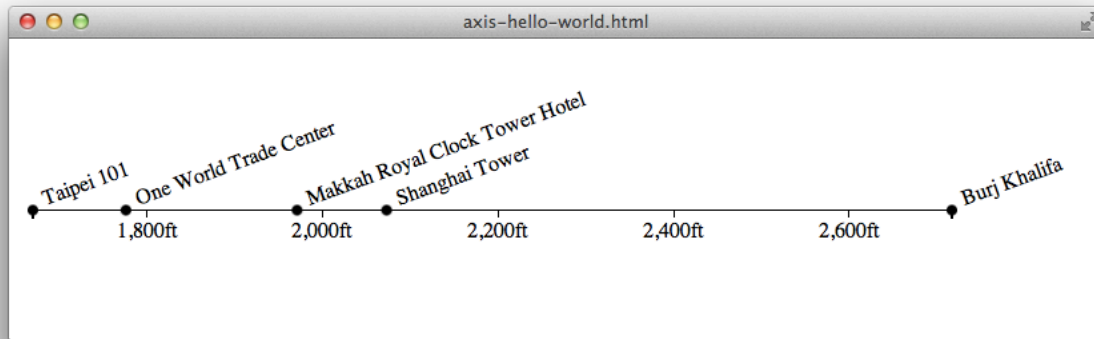 axis-hello-world.html
Taipei 101
One World Trade Center
Makkah Royal Clock Tower Hotel
Shanghai Tower
Burj Khalifa
1,800ft
2,000ft
2,200ft
2,400ft
2,600ft